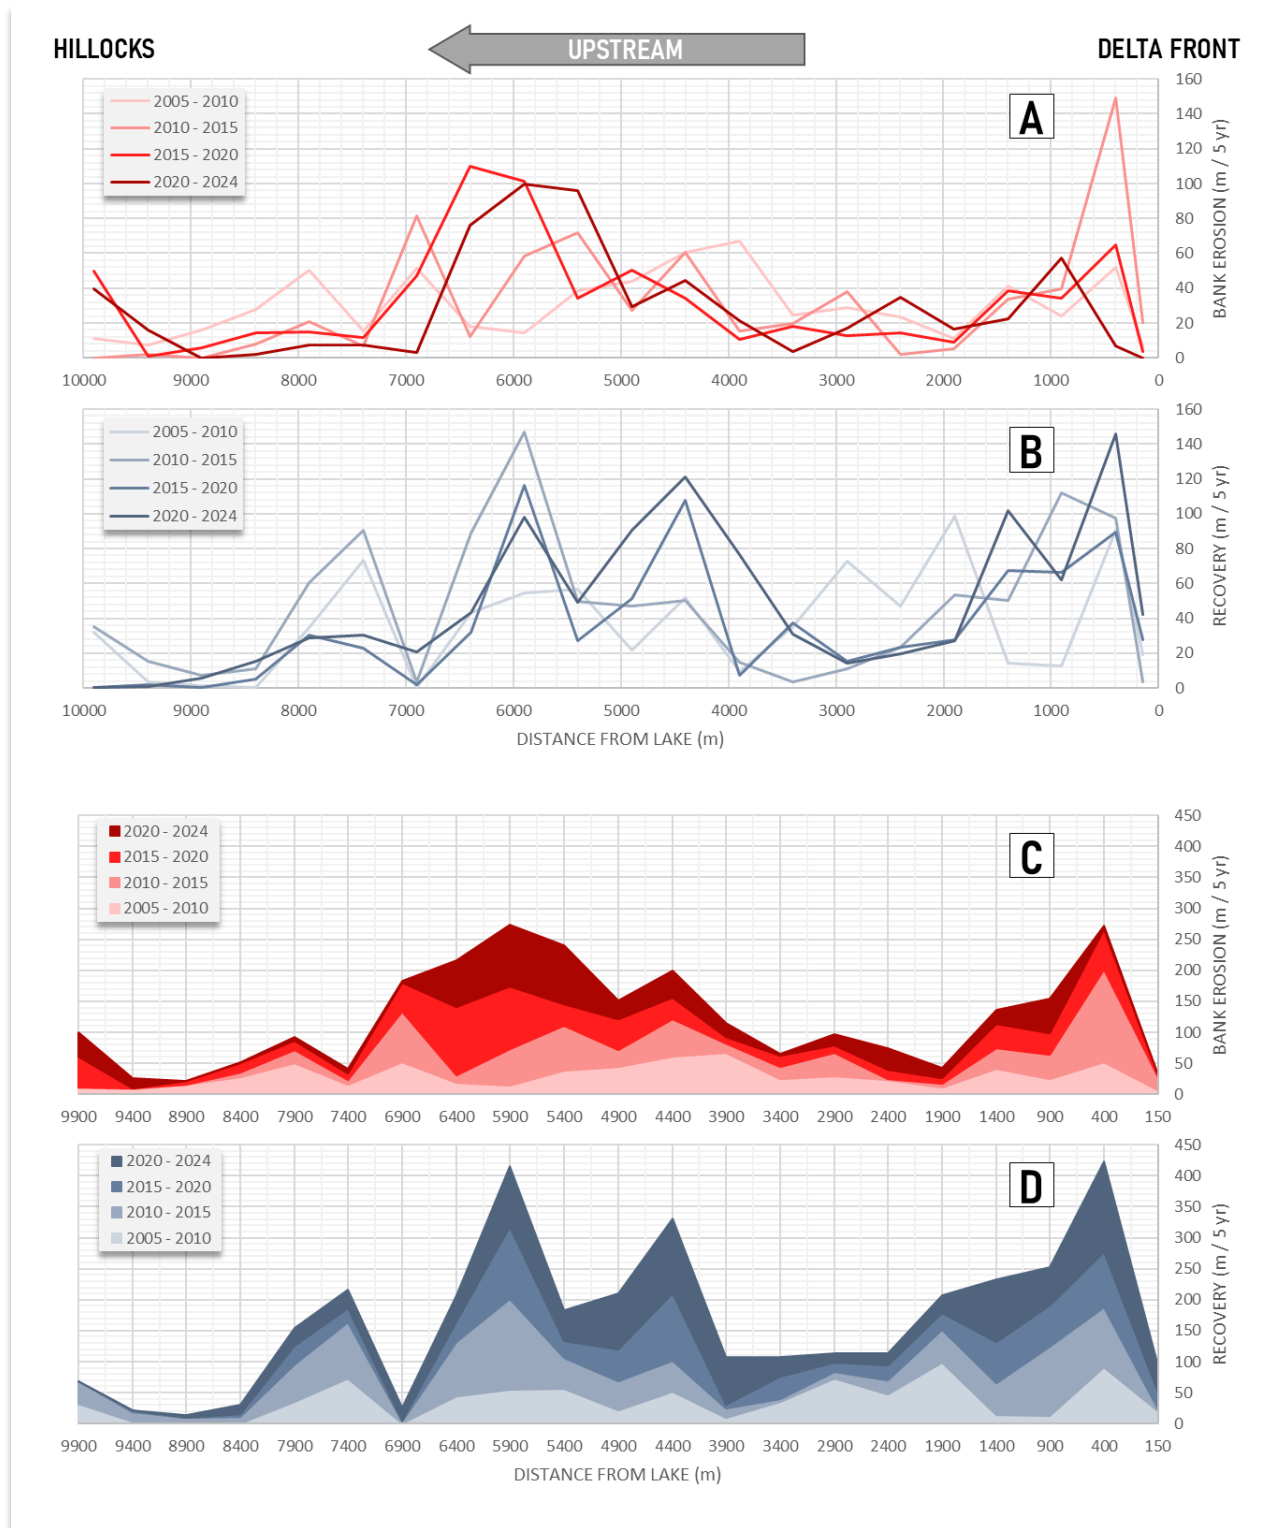 HILLOCKS
UPSTREAM
DELTA FRONT
A
2005 - 2010
2010 - 2015
2015 - 2020
2020 - 2024
160
140
120
100
80
60
40
20
0
BANK EROSION (m / 5 yr)
10000 9000 8000 7000 6000 5000 4000 3000 2000 1000 0
B
2005 - 2010
2010 - 2015
2015 - 2020
2020 - 2024
160
140
120
100
80
60
40
20
0
RECOVERY (m / 5 yr)
10000 9000 8000 7000 6000 5000 4000 3000 2000 1000 0
DISTANCE FROM LAKE (m)
C
2020 - 2024
2015 - 2020
2010 - 2015
2005 - 2010
450
400
350
300
250
200
150
100
50
0
BANK EROSION (m / 5 yr)
9900 9400 8900 8400 7900 7400 6900 6400 5900 5400 4900 4400 3900 3400 2900 2400 1900 1400 900 400 150
D
2020 - 2024
2015 - 2020
2010 - 2015
2005 - 2010
450
400
350
300
250
200
150
100
50
0
RECOVERY (m / 5 yr)
9900 9400 8900 8400 7900 7400 6900 6400 5900 5400 4900 4400 3900 3400 2900 2400 1900 1400 900 400 150
DISTANCE FROM LAKE (m)